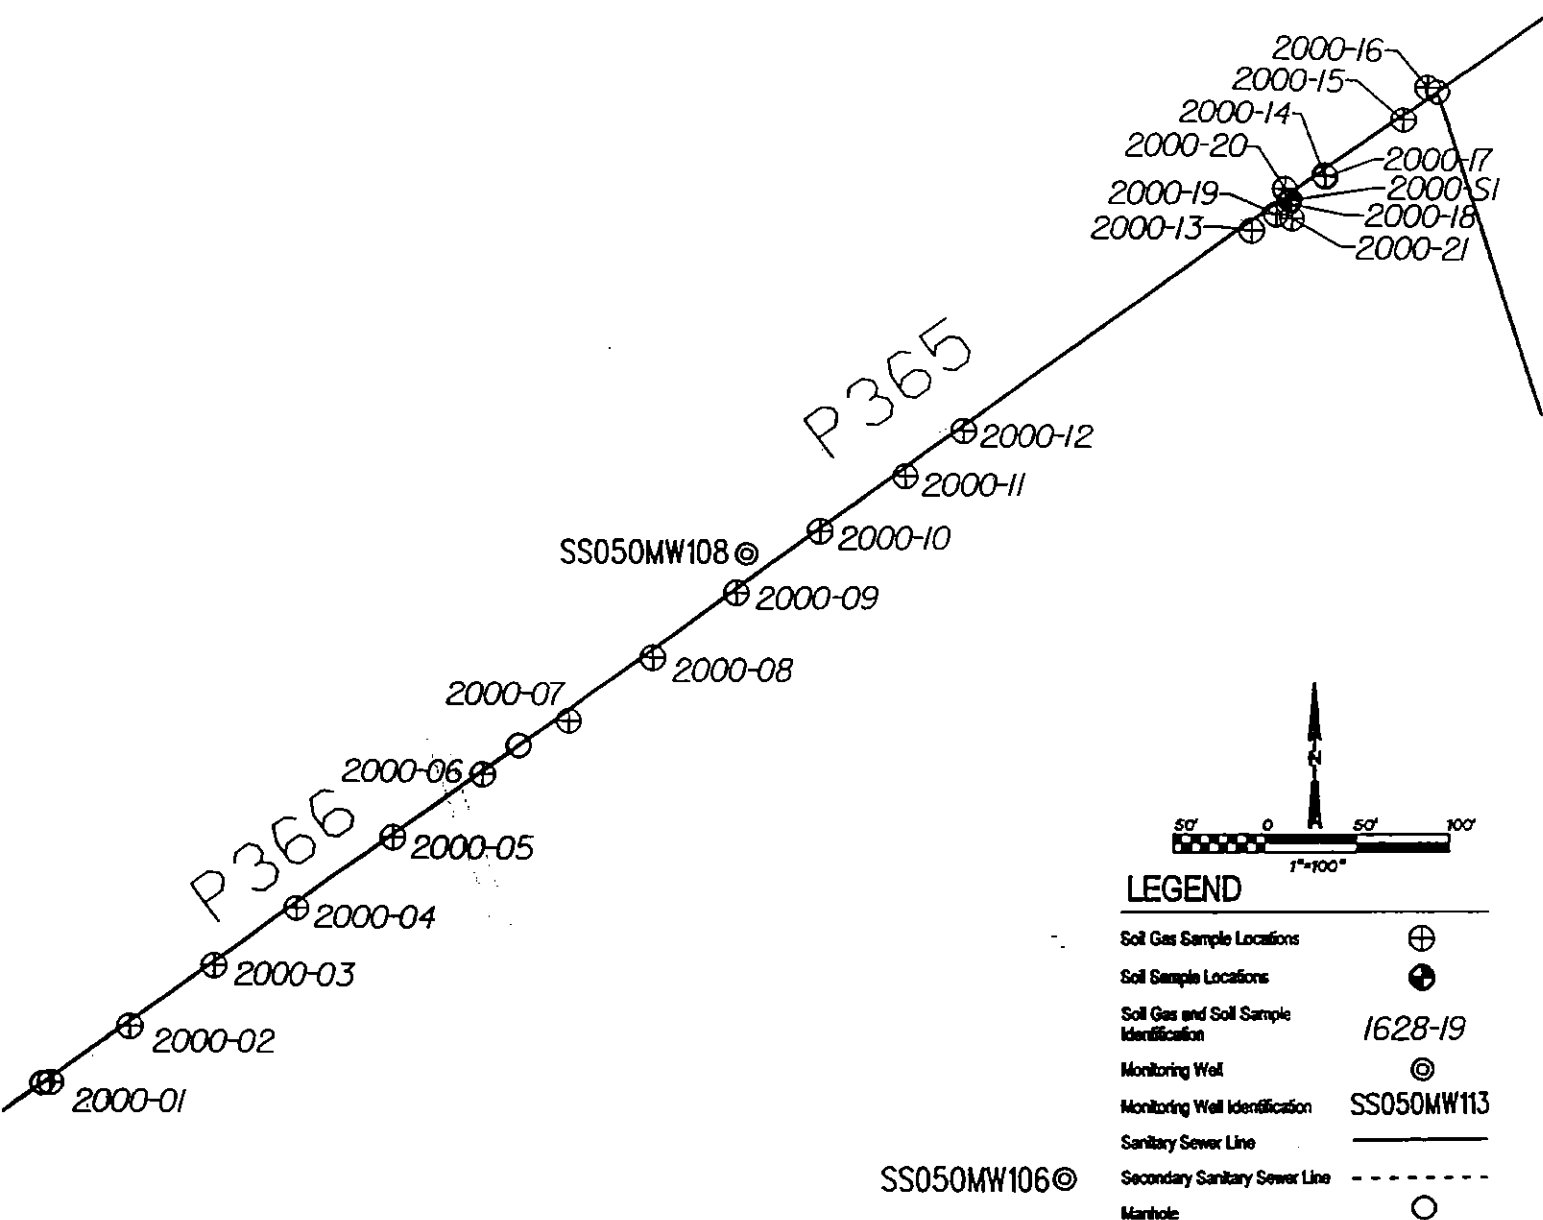 2000-16
2000-15
2000-14
2000-20
2000-17
2000-S1
2000-19
2000-18
2000-13
2000-21
P365
2000-12
2000-11
2000-10
SS050MW108
2000-09
2000-08
2000-07
2000-06
P366
2000-05
2000-04
2000-03
2000-02
2000-01
N
50' 0 50' 100'
1"=100"
LEGEND
Soil Gas Sample Locations
Soil Sample Locations
Soil Gas and Soil Sample
Identification 1628-19
Monitoring Well
Monitoring Well Identification SS050MW113
Sanitary Sewer Line
SS050MW106
Secondary Sanitary Sewer Line
Manhole